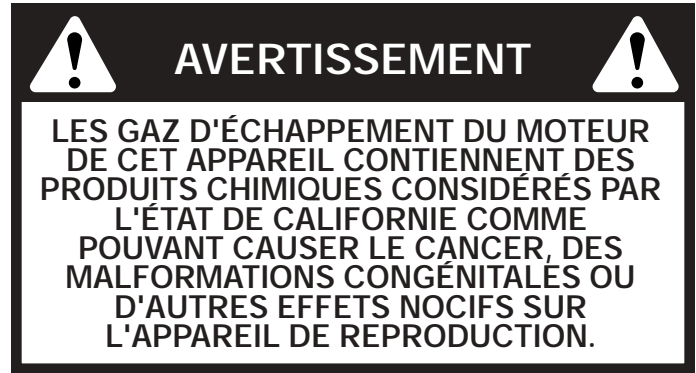 AVERTISSEMENT
LES GAZ D'ÉCHAPPEMENT DU MOTEUR
DE CET APPAREIL CONTIENNENT DES
PRODUITS CHIMIQUES CONSIDÉRÉS PAR
L'ÉTAT DE CALIFORNIE COMME
POUVANT CAUSER LE CANCER, DES
MALFORMATIONS CONGÉNITALES OU
D'AUTRES EFFETS NOCIFS SUR
L'APPAREIL DE REPRODUCTION.